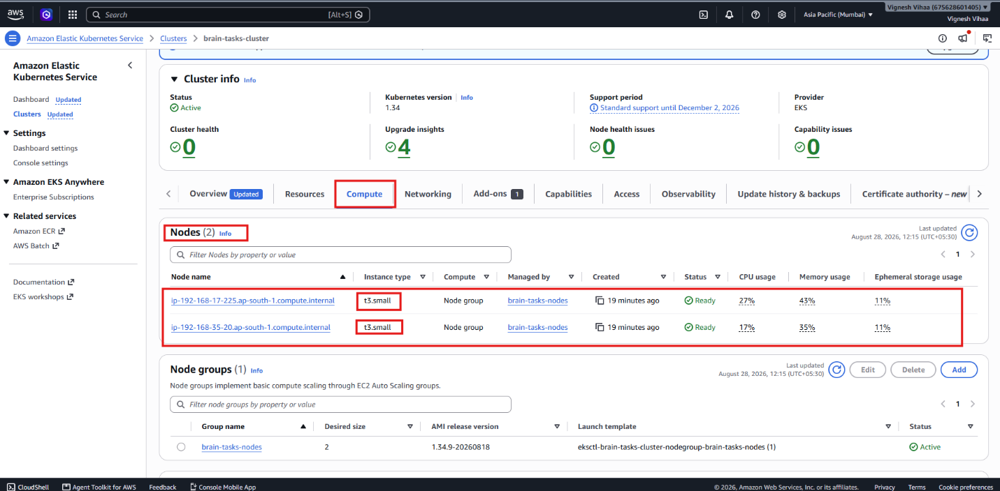 aws
Search [Alt+S]
Asia Pacific (Mumbai) ▼
Vignesh Vihaa (675628601405) ▼
Vignesh Vihaa
Amazon Elastic Kubernetes Service > Clusters > brain-tasks-cluster
Amazon Elastic
Kubernetes Service
Dashboard Updated
Clusters Updated
Settings
Dashboard settings
Console settings
Amazon EKS Anywhere
Enterprise Subscriptions
Related services
Amazon ECR
AWS Batch
Documentation
EKS workshops
Cluster info Info
Status Kubernetes version Info Support period Provider
Active 1.34 Standard support until December 2, 2026 EKS
Cluster health Upgrade insights Node health issues Capability issues
0 4 0 0
Overview Updated Resources Compute Networking Add-ons 1 Capabilities Access Observability Update history & backups Certificate authority – new
Nodes (2) Info
Last updated
August 28, 2026, 12:15 (UTC+05:30)
Filter Nodes by property or value
1
Node name Instance type Compute Managed by Created Status CPU usage Memory usage Ephemeral storage usage
ip-192-168-17-225.ap-south-1.compute.internal t3.small Node group brain-tasks-nodes 19 minutes ago Ready 27% 43% 11%
ip-192-168-35-20.ap-south-1.compute.internal t3.small Node group brain-tasks-nodes 19 minutes ago Ready 17% 35% 11%
Node groups (1) Info
Last updated
August 28, 2026, 12:15 (UTC+05:30)
Edit Delete Add
Node groups implement basic compute scaling through EC2 Auto Scaling groups.
Filter node groups by property or value
1
Group name Desired size AMI release version Launch template Status
brain-tasks-nodes 2 1.34.9-20260818 eksctl-brain-tasks-cluster-nodegroup-brain-tasks-nodes (1) Active
CloudShell Agent Toolkit for AWS Feedback Console Mobile App © 2026, Amazon Web Services, Inc. or its affiliates. Privacy Terms Cookie preferences